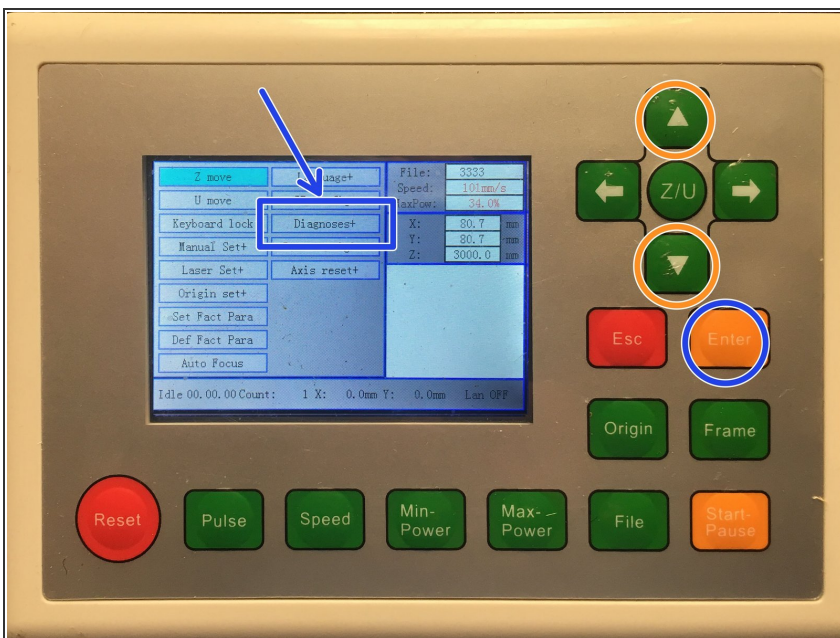 Z move
U move
Keyboard lock
Manual Set+
Laser Set+
Origin set+
Set Fact Para
Def Fact Para
Auto Focus
Diagnoses+
Axis reset+
File: 3333
Speed: 101mm/s
MaxPow: 34.0%
X: 80.7 mm
Y: 80.7 mm
Z: 3000.0 mm
Idle 00.00.00 Count: 1 X: 0.0mm Y: 0.0mm Lan OFF
Z/U
Esc
Enter
Origin
Frame
Reset
Pulse
Speed
Min-
Power
Max-
Power
File
Start-
Pause